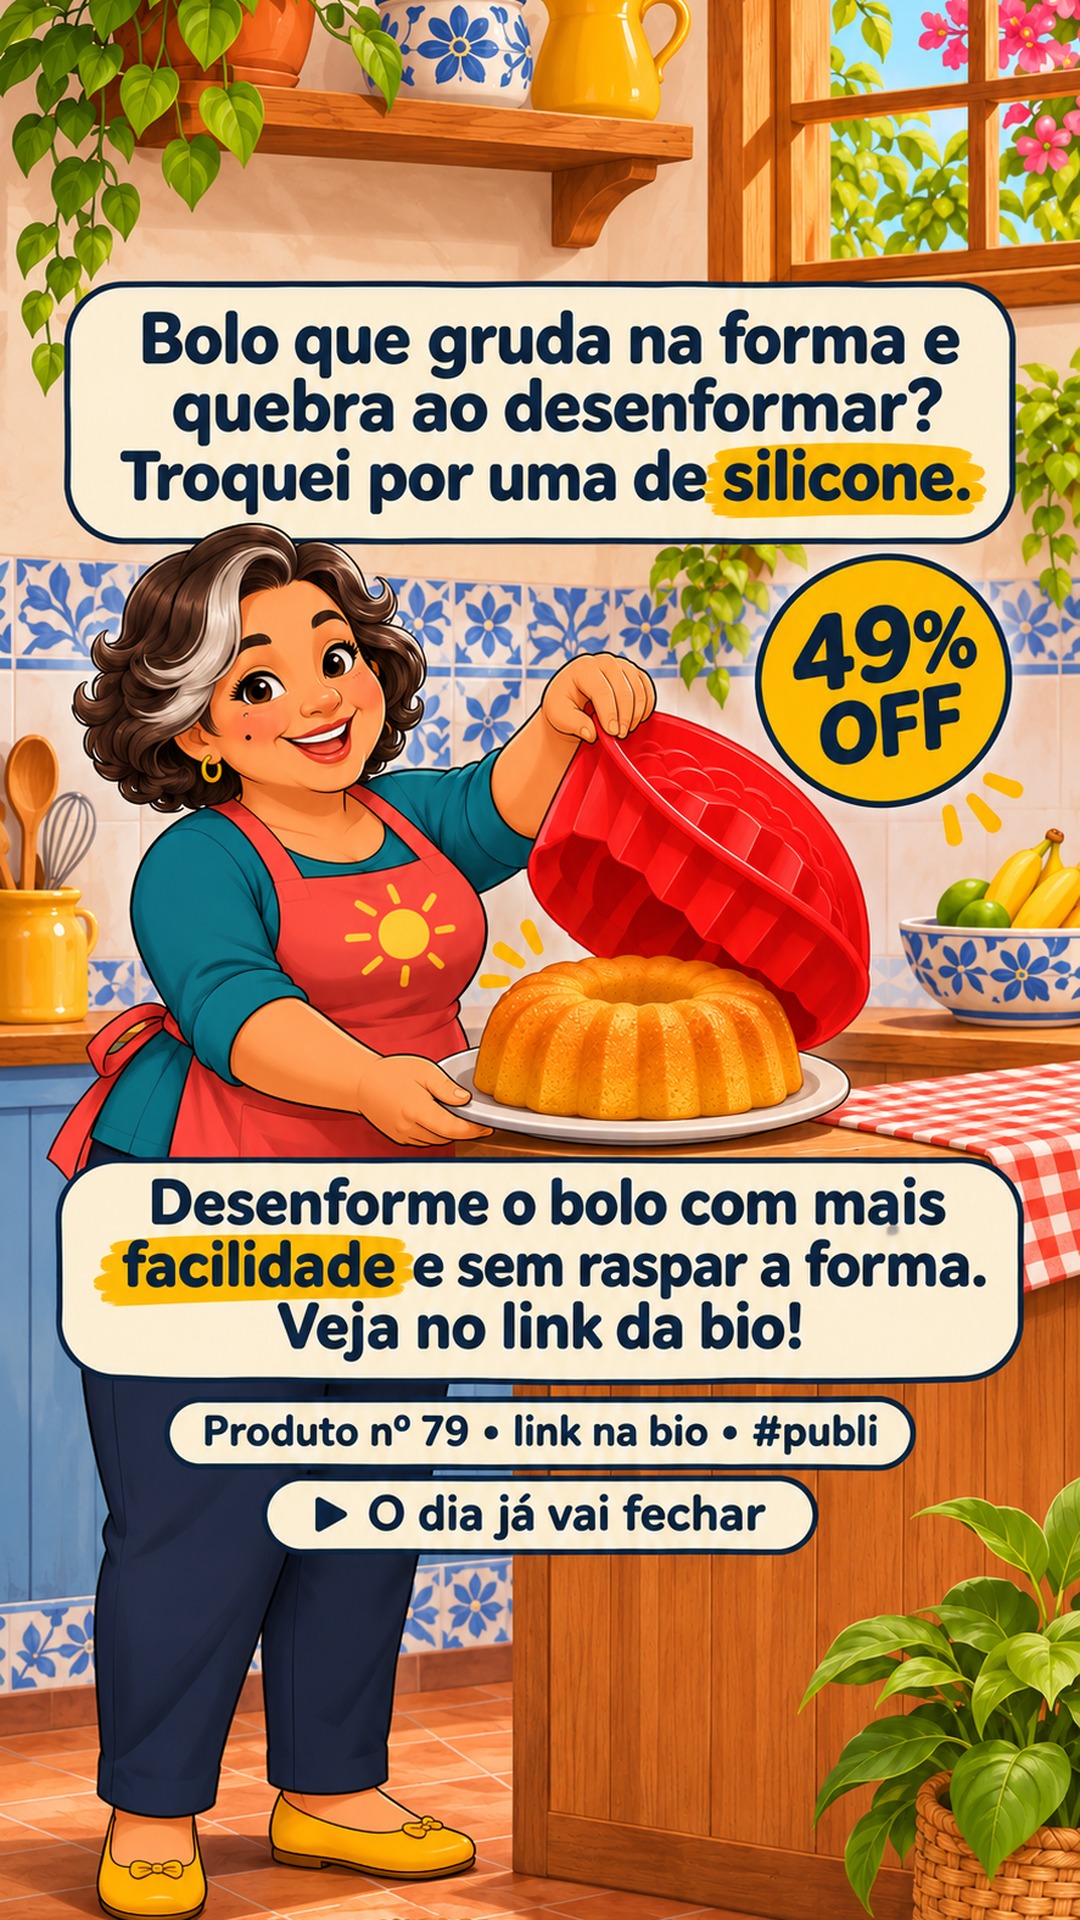 Bolo que gruda na forma e
quebra ao desenformar?
Troquei por uma de silicone.
49%
OFF
Desenforme o bolo com mais
facilidade e sem raspar a forma.
Veja no link da bio!
Produto nº 79 • link na bio • #publi
▶ O dia já vai fechar